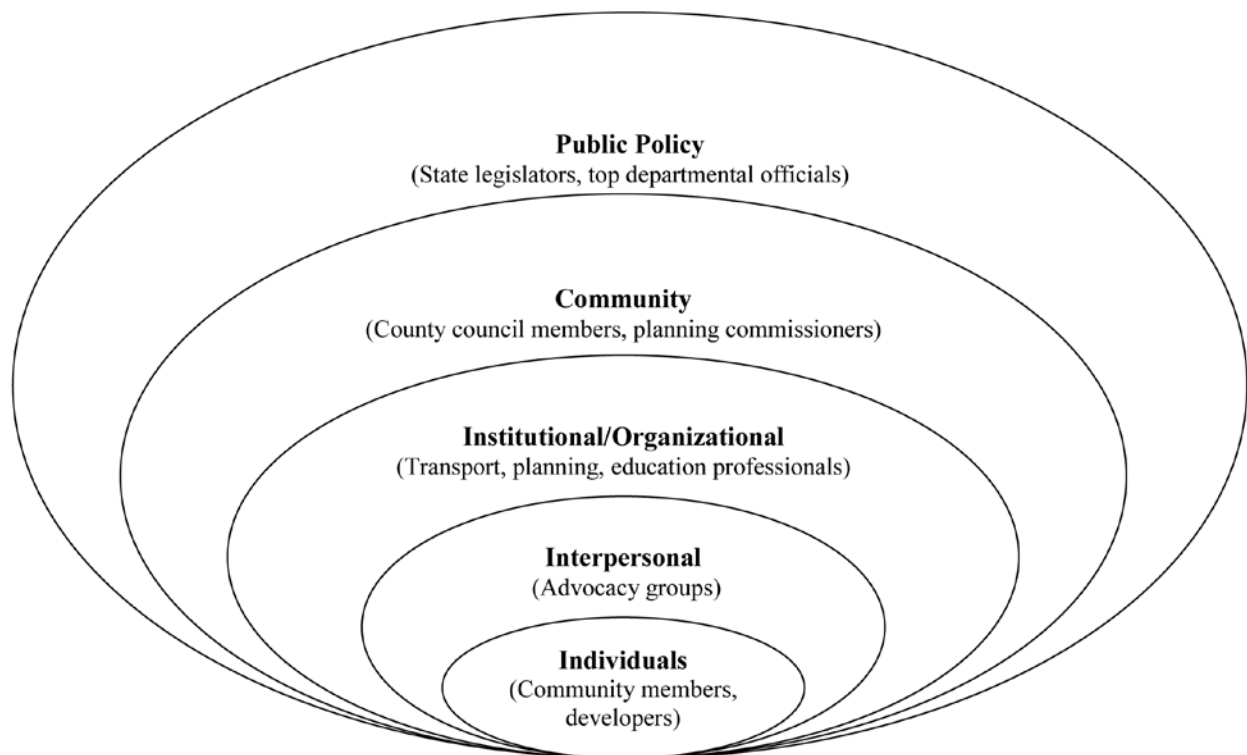 Public Policy
(State legislators, top departmental officials)
Community
(County council members, planning commissioners)
Institutional/Organizational
(Transport, planning, education professionals)
Interpersonal
(Advocacy groups)
Individuals
(Community members,
developers)